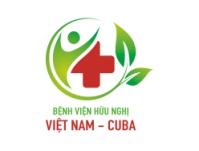 BỆNH VIỆN HỮU NGHỊ
VIỆT NAM - CUBA